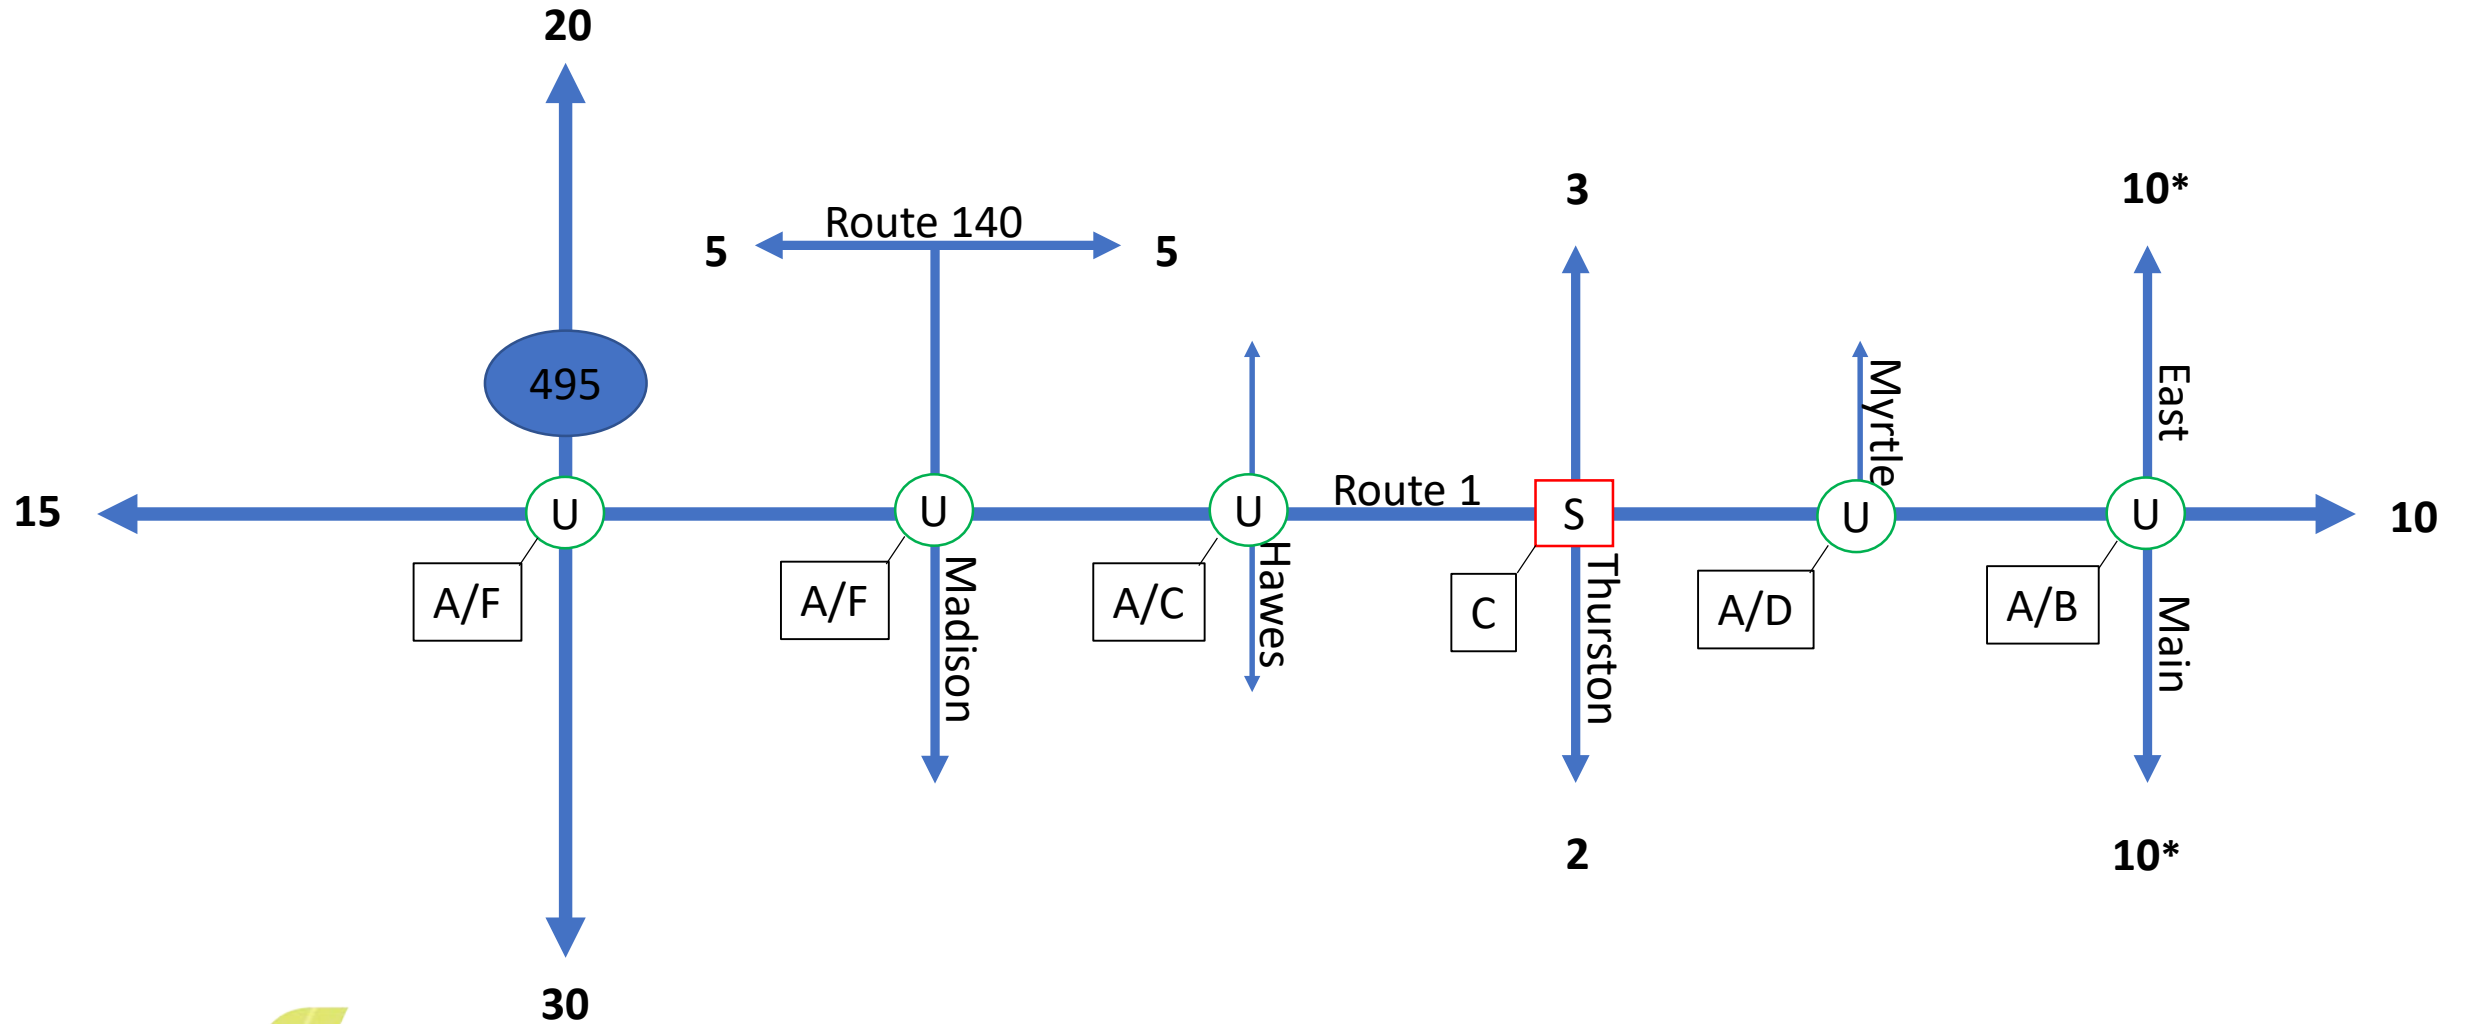 20
3
10*
Route 140
5
5
495
Myrtle
East
Route 1
15
U
U
U
S
U
U
10
A/F
A/F
A/C
C
A/D
A/B
Madison
Hawes
Thurston
Main
2
10*
30